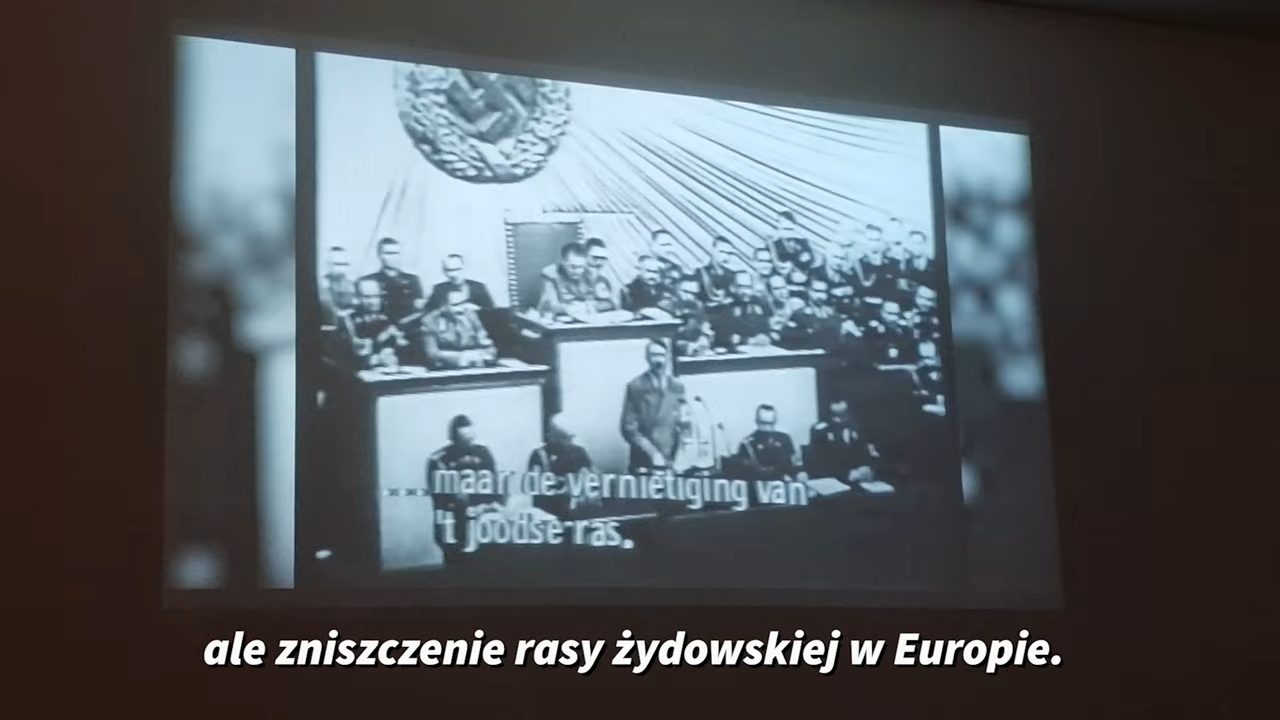 maar de vernietiging van
't joodse ras.
ale zniszczenie rasy żydowskiej w Europie.